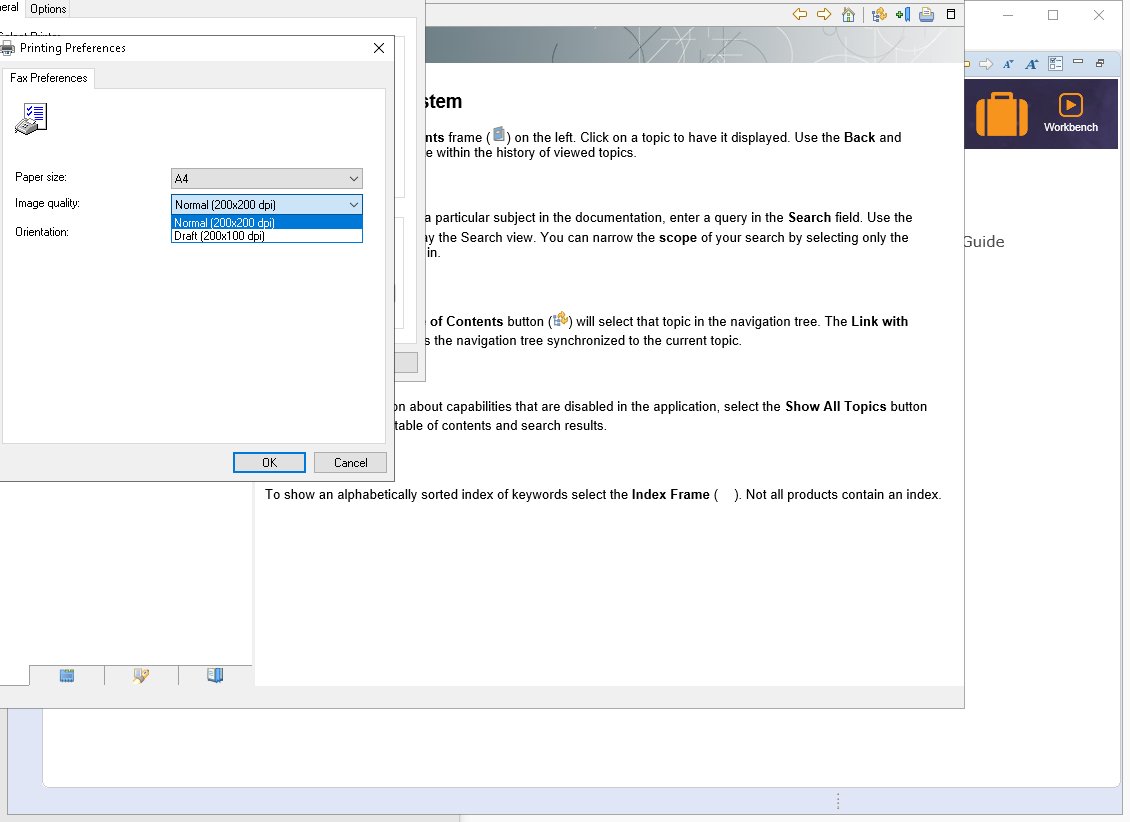 eral
Options
Printing Preferences
Fax Preferences
Paper size:
A4
Image quality:
Normal (200x200 dpi)
Normal (200x200 dpi)
Draft (200x100 dpi)
Orientation:
OK
Cancel
stem
nts frame ( ) on the left. Click on a topic to have it displayed. Use the Back and
e within the history of viewed topics.
a particular subject in the documentation, enter a query in the Search field. Use the
y the Search view. You can narrow the scope of your search by selecting only the
in.
of Contents button ( ) will select that topic in the navigation tree. The Link with
s the navigation tree synchronized to the current topic.
on about capabilities that are disabled in the application, select the Show All Topics button
table of contents and search results.
To show an alphabetically sorted index of keywords select the Index Frame ( ). Not all products contain an index.
Workbench
Guide